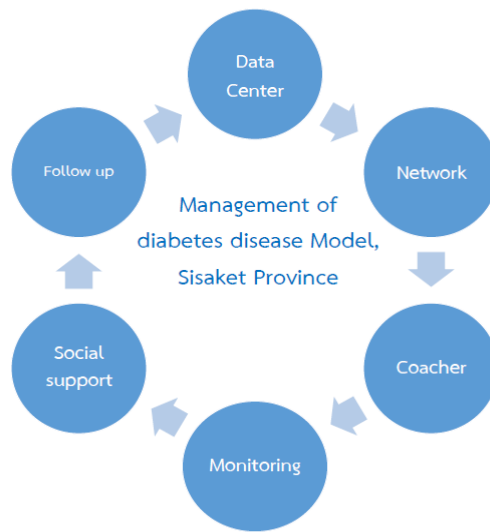 Data
Center
Network
Coacher
Monitoring
Social
support
Follow up
Management of
diabetes disease Model,
Sisaket Province